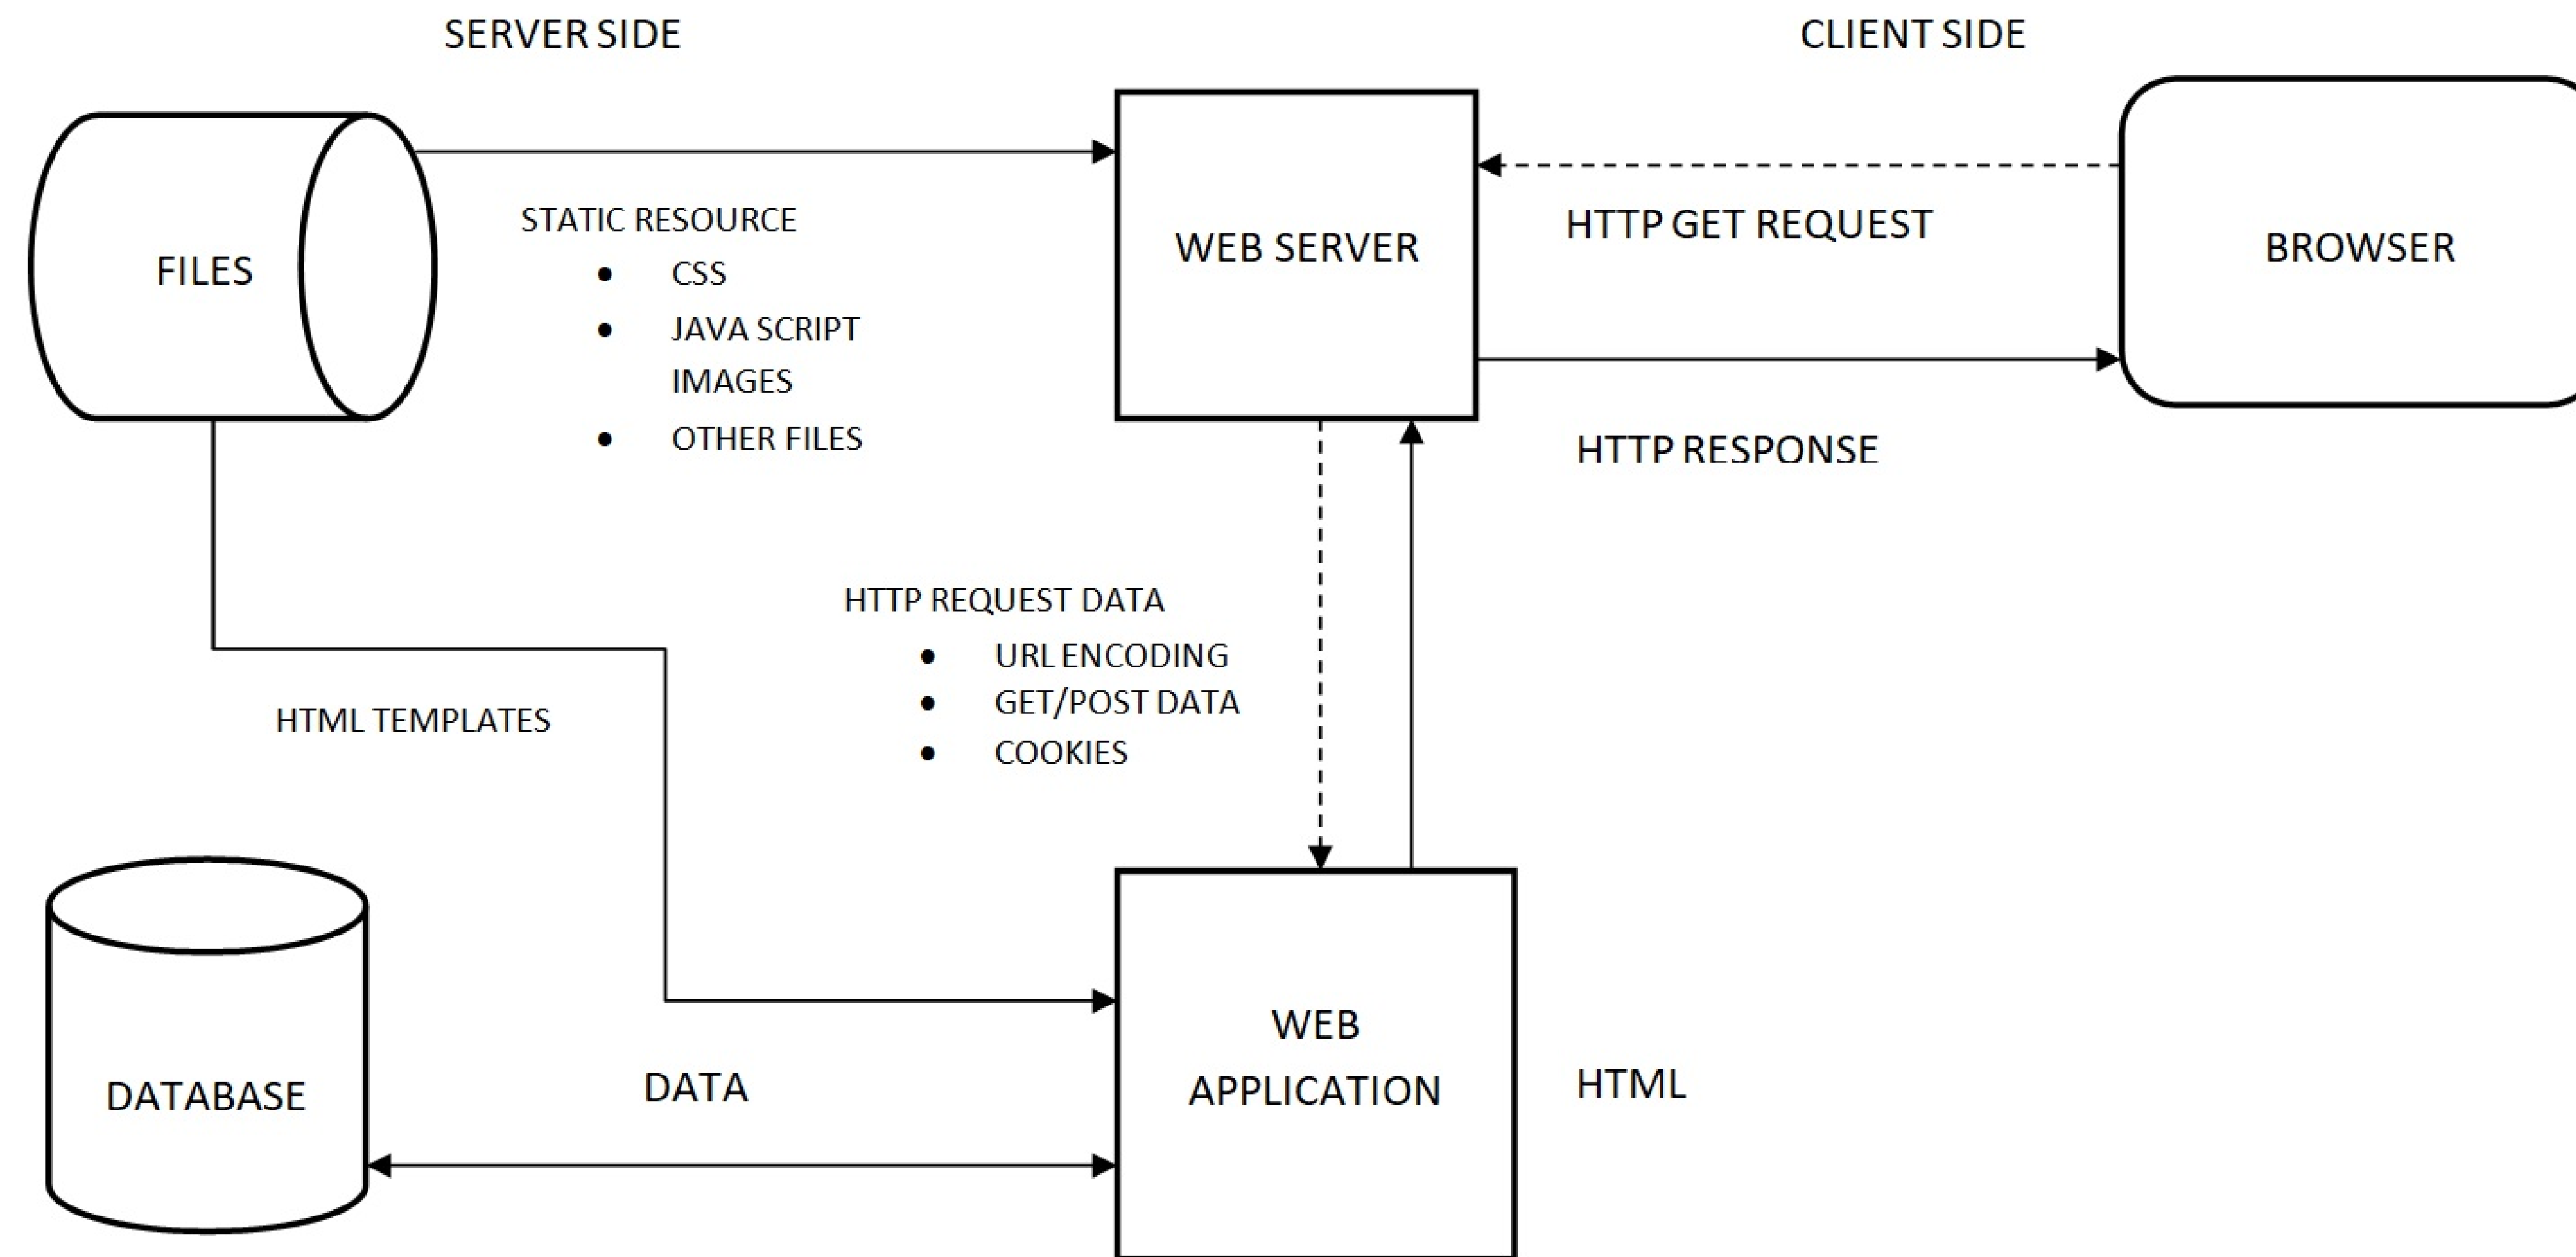 SERVER SIDE
CLIENT SIDE
FILES
STATIC RESOURCE
• CSS
• JAVA SCRIPT
IMAGES
• OTHER FILES
WEB SERVER
HTTP GET REQUEST
BROWSER
HTTP RESPONSE
HTTP REQUEST DATA
• URL ENCODING
• GET/POST DATA
• COOKIES
HTML TEMPLATES
DATABASE
DATA
WEB
APPLICATION
HTML